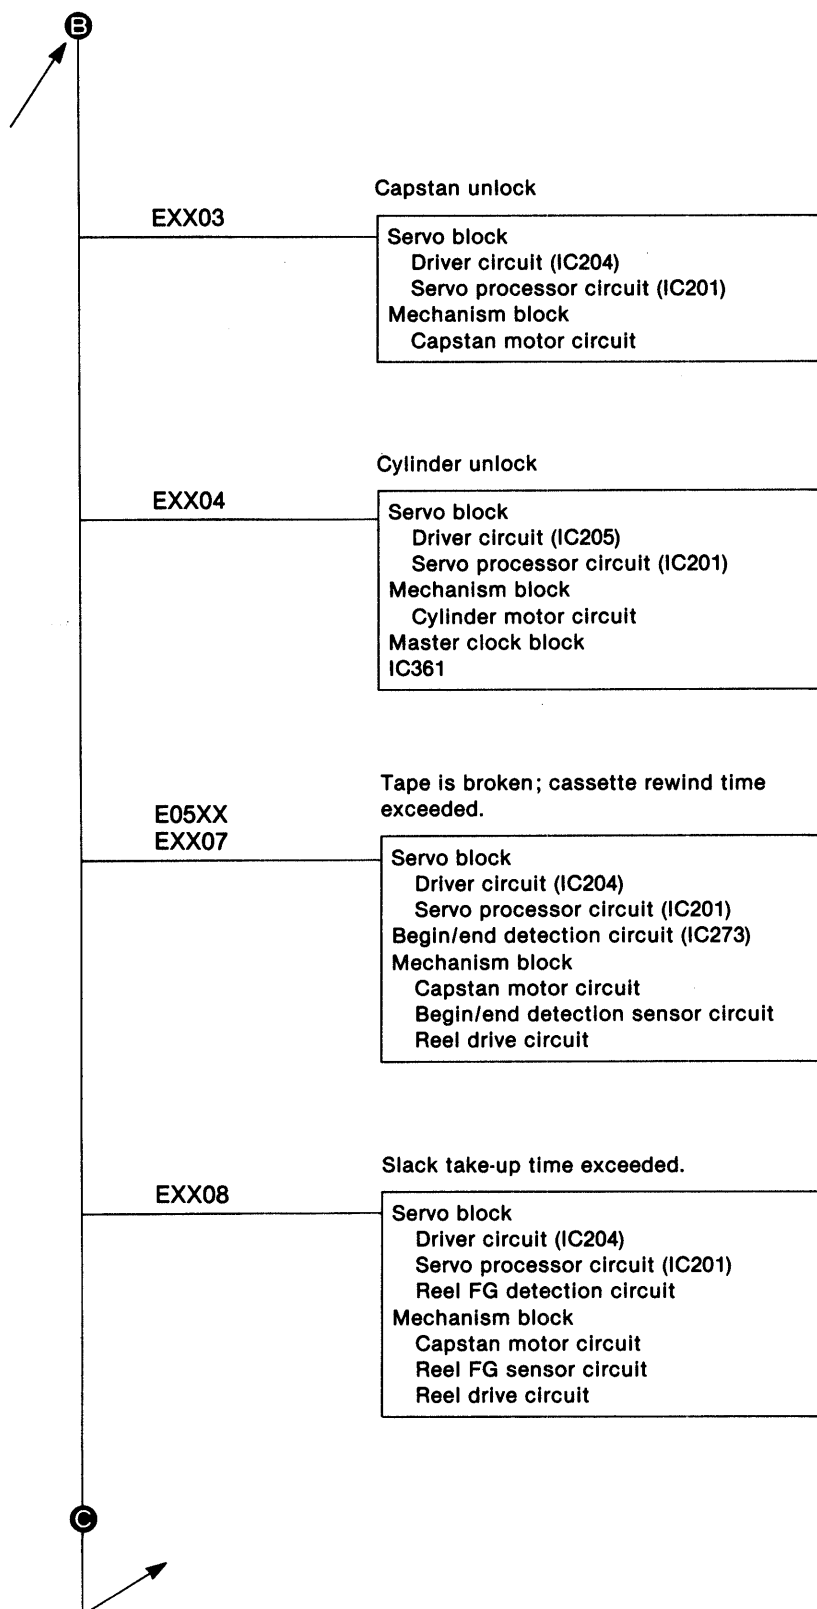 B
Capstan unlock
EXX03
Servo block
Driver circuit (IC204)
Servo processor circuit (IC201)
Mechanism block
Capstan motor circuit
Cylinder unlock
EXX04
Servo block
Driver circuit (IC205)
Servo processor circuit (IC201)
Mechanism block
Cylinder motor circuit
Master clock block
IC361
Tape is broken; cassette rewind time
exceeded.
E05XX
EXX07
Servo block
Driver circuit (IC204)
Servo processor circuit (IC201)
Begin/end detection circuit (IC273)
Mechanism block
Capstan motor circuit
Begin/end detection sensor circuit
Reel drive circuit
Slack take-up time exceeded.
EXX08
Servo block
Driver circuit (IC204)
Servo processor circuit (IC201)
Reel FG detection circuit
Mechanism block
Capstan motor circuit
Reel FG sensor circuit
Reel drive circuit
C